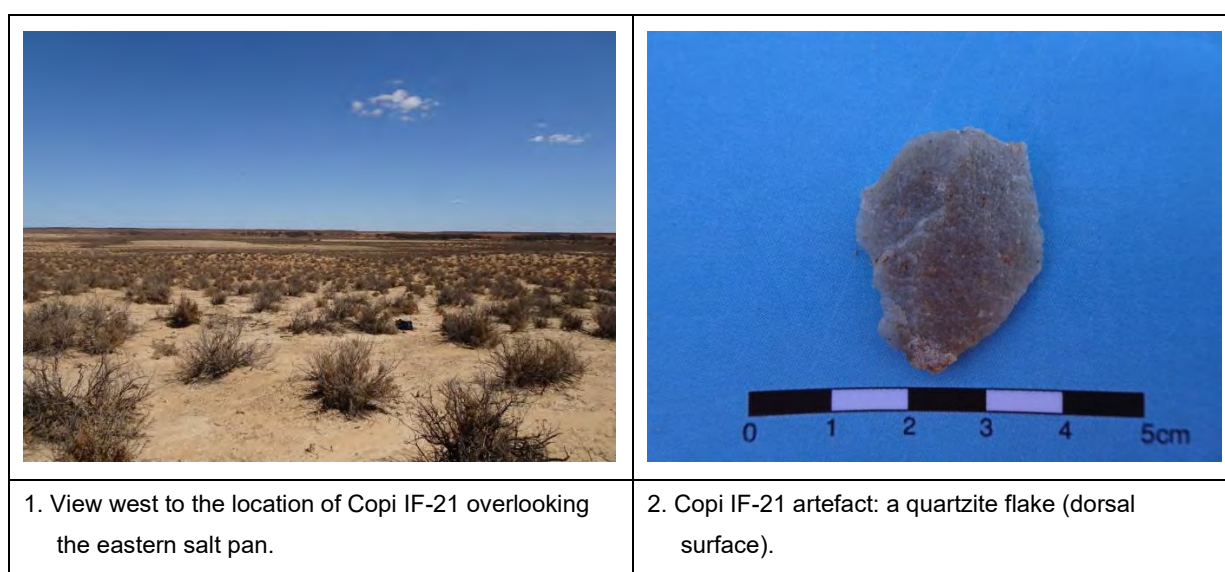 0 1 2 3 4 5cm
1. View west to the location of Copi IF-21 overlooking
the eastern salt pan.
2. Copi IF-21 artefact: a quartzite flake (dorsal
surface).